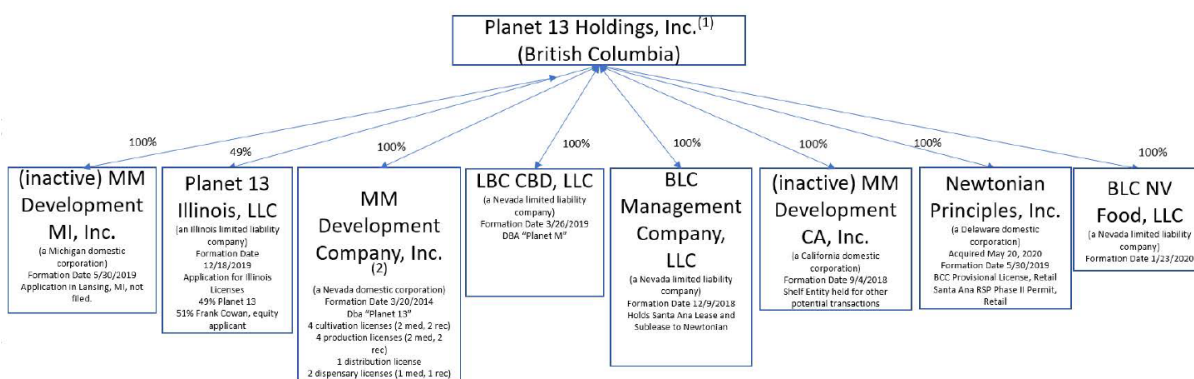 Planet 13 Holdings, Inc.(1)
(British Columbia)
100%
49%
100%
100%
100%
100%
100%
100%
(inactive) MM
Development
MI, Inc.
(a Michigan domestic
corporation)
Formation Date 5/30/2019
Application in Lansing, MI, not
filed.
Planet 13
Illinois, LLC
(an Illinois limited liability
company)
Formation Date
12/18/2019
Application for Illinois
Licenses
49% Planet 13
51% Frank Cowan, equity
applicant
MM
Development
Company, Inc.
(2)
(a Nevada domestic corporation)
Formation Date 3/20/2014
Dba "Planet 13"
4 cultivation licenses (2 med, 2 rec)
4 production licenses (2 med, 2
rec)
1 distribution license
2 dispensary licenses (1 med, 1 rec)
LBC CBD, LLC
(a Nevada limited liability
company)
Formation Date 3/26/2019
DBA "Planet M"
BLC
Management
Company,
LLC
(a Nevada limited liability
company)
Formation Date 12/9/2018
Holds Santa Ana Lease and
Sublease to Newtonian
(inactive) MM
Development
CA, Inc.
(a California domestic
corporation)
Formation Date 9/4/2018
Shelf Entity held for other
potential transactions
Newtonian
Principles, Inc.
(a Delaware domestic
corporation)
Acquired May 20, 2020
Formation Date 5/30/2019
BCC Provisional License, Retail
Santa Ana RSP Phase II Permit,
Retail
BLC NV
Food, LLC
(a Nevada limited liability
company)
Formation Date 1/23/2020